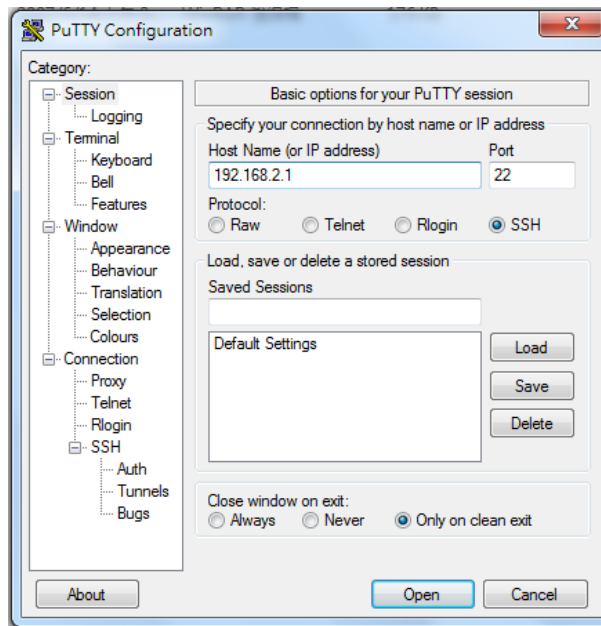 PuTTY Configuration
Category:
Session
Logging
Terminal
Keyboard
Bell
Features
Window
Appearance
Behaviour
Translation
Selection
Colours
Connection
Proxy
Telnet
Rlogin
SSH
Auth
Tunnels
Bugs
Basic options for your PuTTY session
Specify your connection by host name or IP address
Host Name (or IP address) Port
192.168.2.1 22
Protocol:
Raw Telnet Rlogin SSH
Load, save or delete a stored session
Saved Sessions
Default Settings
Load
Save
Delete
Close window on exit:
Always Never Only on clean exit
About Open Cancel